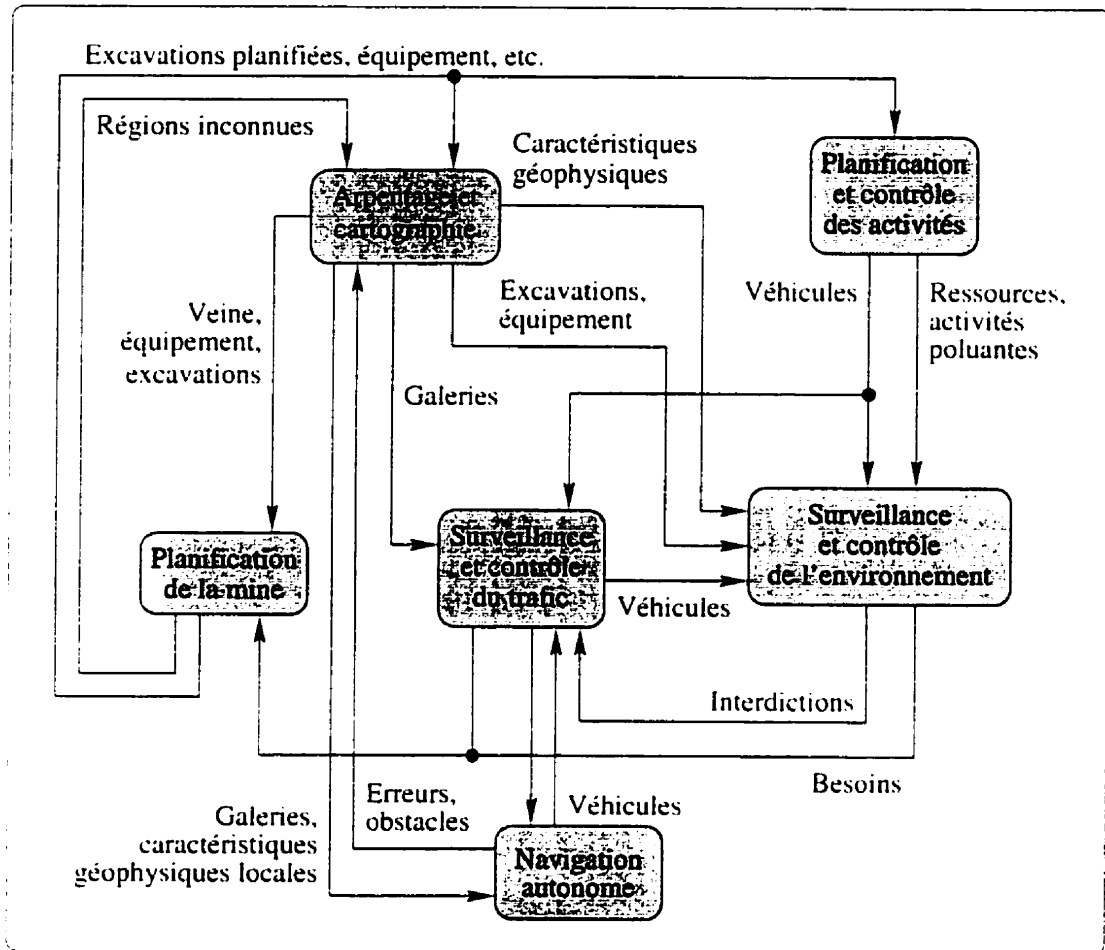 Excavations planifiées, équipement, etc.
Régions inconnues
Caractéristiques
géophysiques
Planification
et contrôle
des activités
Arpentage et
cartographie
Excavations,
équipement
Véhicules
Ressources,
activités
poluantes
Veine,
équipement,
excavations
Galeries
Planification
de la mine
Surveillance
et contrôle
du trafic
Véhicules
Surveillance
et contrôle
de l'environnement
Interdictions
Besoins
Erreurs,
obstacles
Véhicules
Galeries,
caractéristiques
géophysiques locales
Navigation
autonome